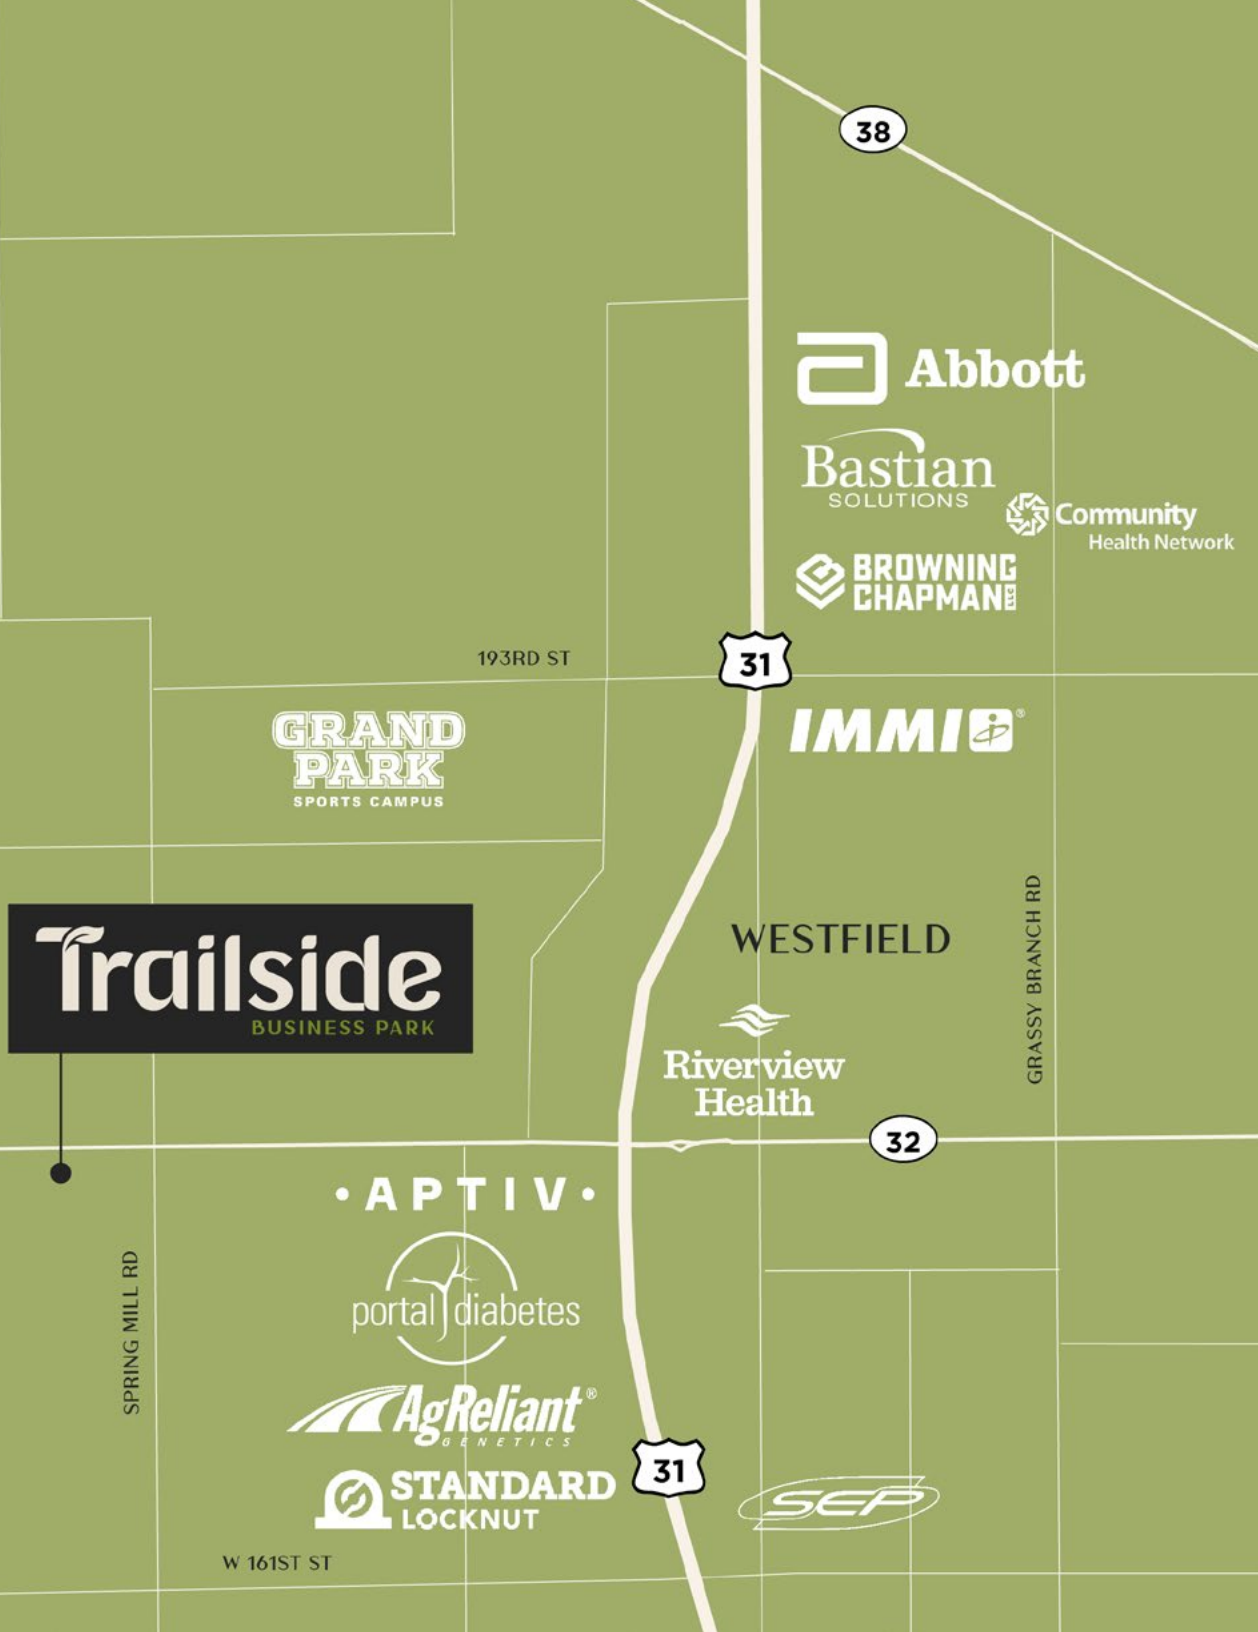 38
Abbott
Bastian
SOLUTIONS
Community
Health Network
BROWNING
CHAPMAN LLC
193RD ST
31
GRAND
PARK
SPORTS CAMPUS
IMMI®
Trailside
BUSINESS PARK
WESTFIELD
GRASSY BRANCH RD
Riverview
Health
32
• APTIV •
SPRING MILL RD
portal diabetes
AgReliant®
GENETICS
31
STANDARD
LOCKNUT
SEP
W 161ST ST